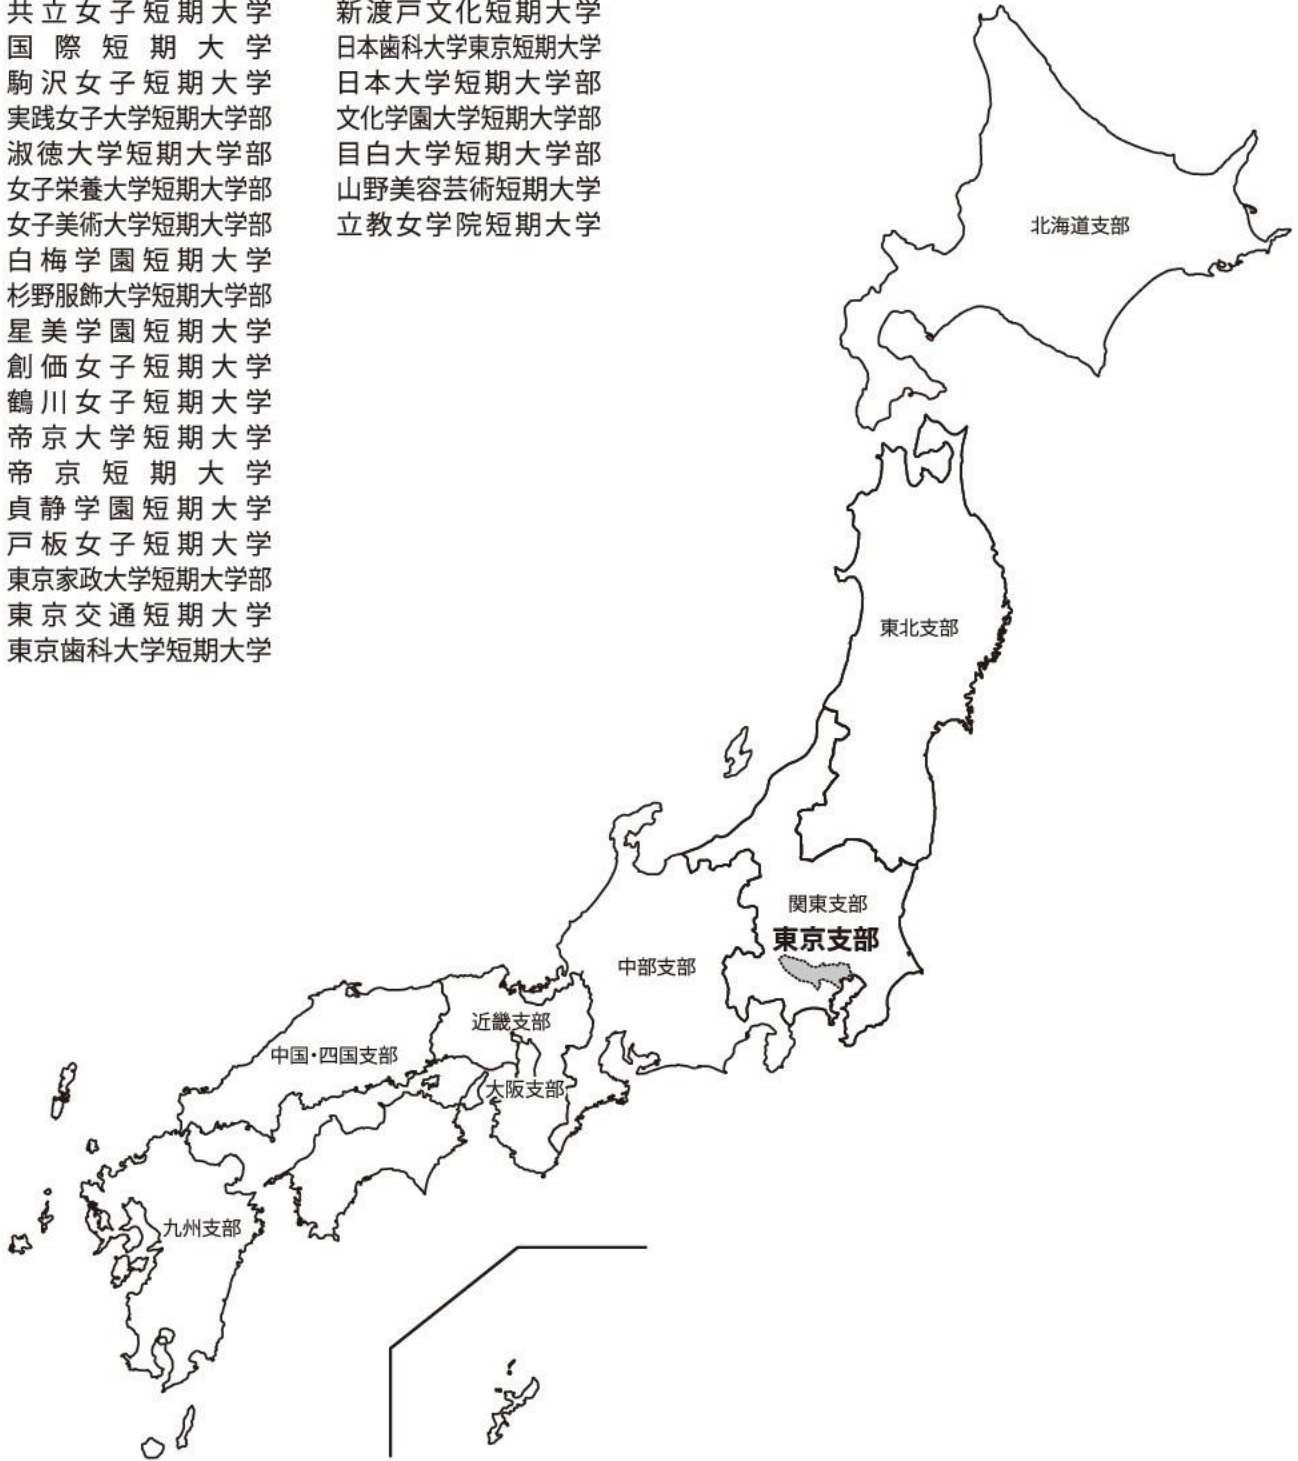 共立女子短期大学
国際短期大学
駒沢女子短期大学
実践女子大学短期大学部
淑徳大学短期大学部
女子栄養大学短期大学部
女子美術大学短期大学部
白梅学園短期大学
杉野服飾大学短期大学部
星美学園短期大学
創価女子短期大学
鶴川女子短期大学
帝京大学短期大学
帝京短期大学
貞静学園短期大学
戸板女子短期大学
東京家政大学短期大学部
東京交通短期大学
東京歯科大学短期大学
新渡戸文化短期大学
日本歯科大学東京短期大学
日本大学短期大学部
文化学園大学短期大学部
目白大学短期大学部
山野美容芸術短期大学
立教女学院短期大学
北海道支部
東北支部
関東支部
東京支部
中部支部
近畿支部
中国・四国支部
大阪支部
九州支部